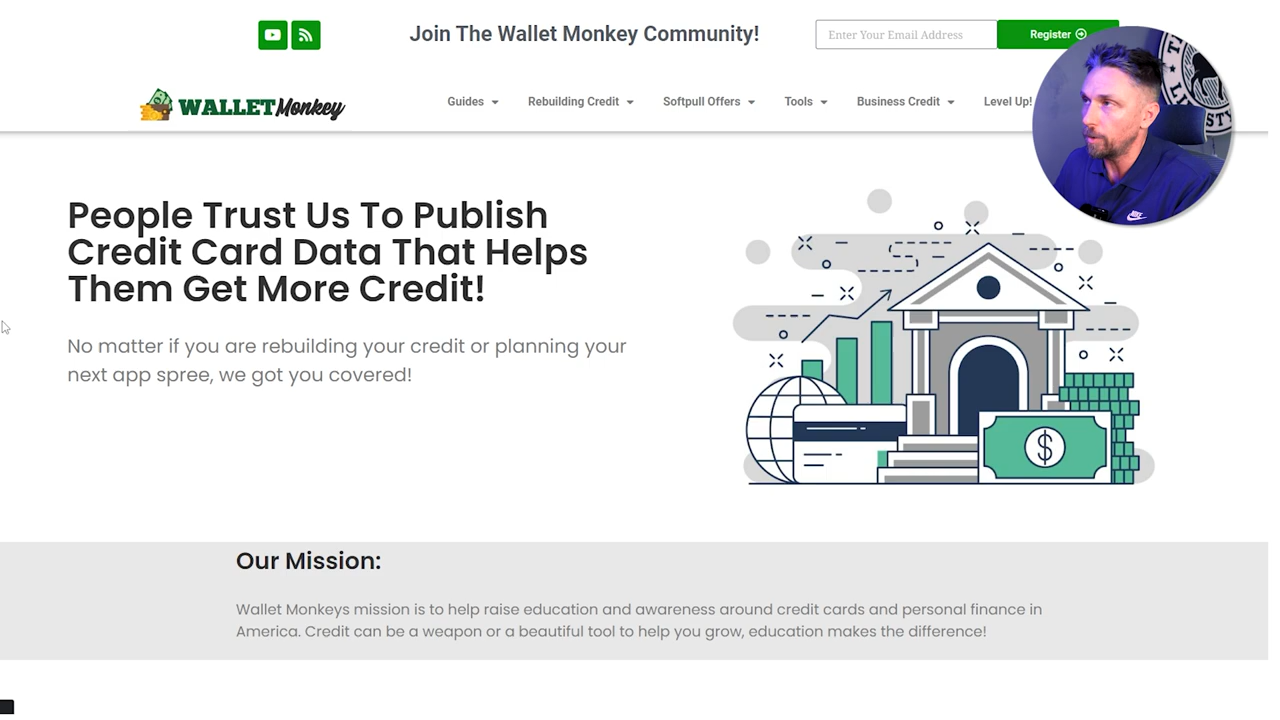 Join The Wallet Monkey Community!
Enter Your Email Address
Register
WALLET Monkey
Guides
Rebuilding Credit
Softpull Offers
Tools
Business Credit
Level Up!
People Trust Us To Publish
Credit Card Data That Helps
Them Get More Credit!
No matter if you are rebuilding your credit or planning your
next app spree, we got you covered!
$
Our Mission:
Wallet Monkeys mission is to help raise education and awareness around credit cards and personal finance in
America. Credit can be a weapon or a beautiful tool to help you grow, education makes the difference!